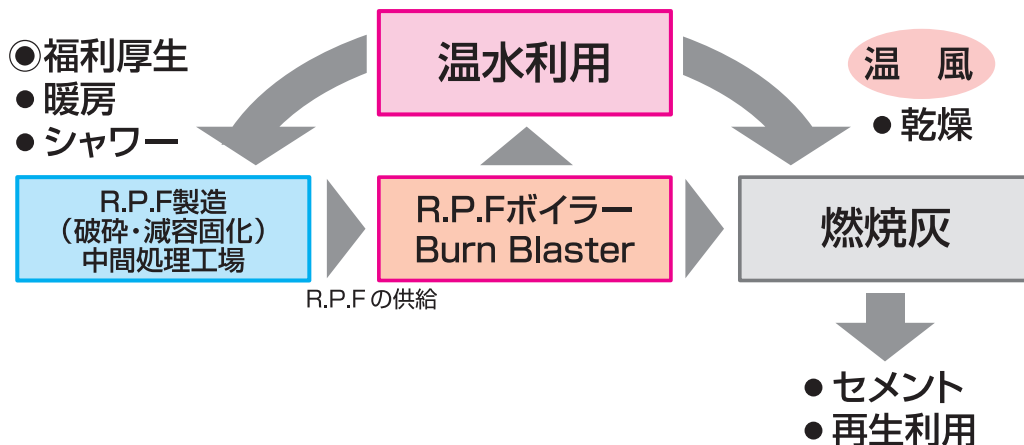 ◉福利厚生
●暖房
●シャワー
温水利用
温　風
●乾燥
R.P.F製造
（破砕・減容固化）
中間処理工場
R.P.Fの供給
R.P.Fボイラー
Burn Blaster
燃焼灰
●セメント
●再生利用